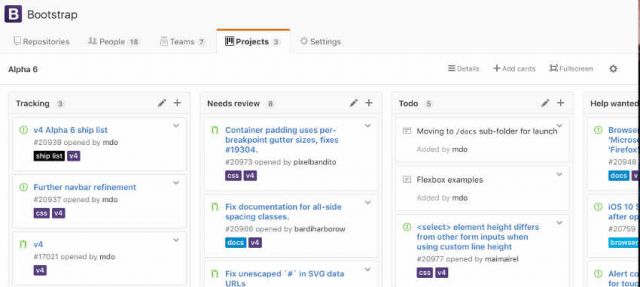 Bootstrap
Repositories People 18 Teams 7 Projects 3 Settings
Alpha 6 Details Add cards Fullscreen
Tracking 3
v4 Alpha 6 ship list
#20939 opened by mdo
ship list v4
Further navbar refinement
#20937 opened by mdo
css v4
v4
#17021 opened by mdo
v4
Needs review 8
Container padding uses per-
breakpoint gutter sizes, fixes
#19304.
#20973 opened by pixelbandito
css v4
Fix documentation for all-side
spacing classes.
#20966 opened by bardiharborow
docs v4
Fix unescaped `#` in SVG data
URLs
Todo 5
Moving to /docs sub-folder for launch
Added by mdo
Flexbox examples
Added by mdo
<select> element height differs
from other form inputs when
using custom line height
#20977 opened by maimairel
css v4
Help wanted
Browser
'Microso
'Firefox'
#20948
docs v
iOS 10 S
after op
#20759
browser
Alert co
for touc